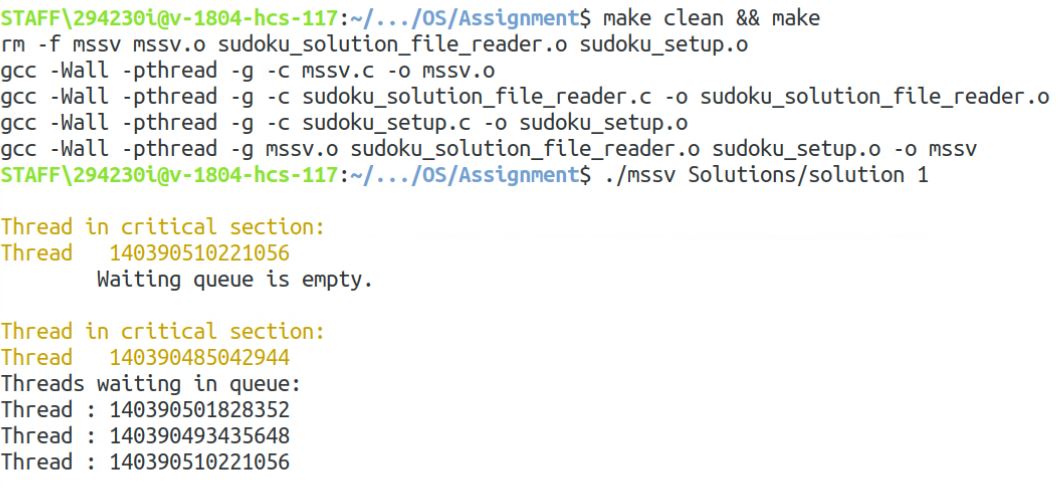 STAFF\294230i@v-1804-hcs-117:~/.../OS/Assignment$ make clean && make
rm -f mssv mssv.o sudoku_solution_file_reader.o sudoku_setup.o
gcc -Wall -pthread -g -c mssv.c -o mssv.o
gcc -Wall -pthread -g -c sudoku_solution_file_reader.c -o sudoku_solution_file_reader.o
gcc -Wall -pthread -g -c sudoku_setup.c -o sudoku_setup.o
gcc -Wall -pthread -g mssv.o sudoku_solution_file_reader.o sudoku_setup.o -o mssv
STAFF\294230i@v-1804-hcs-117:~/.../OS/Assignment$ ./mssv Solutions/solution 1
Thread in critical section:
Thread   140390510221056
Waiting queue is empty.
Thread in critical section:
Thread   140390485042944
Threads waiting in queue:
Thread : 140390501828352
Thread : 140390493435648
Thread : 140390510221056